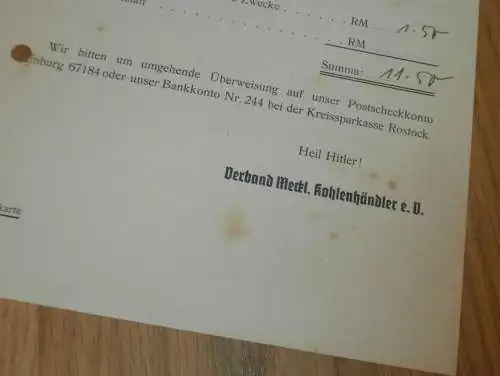 Zwecke RM 1.50
RM
Summa: 11.50
Wir bitten um umgehende Überweisung auf unser Postscheckkonto
nburg 67184 oder unser Bankkonto Nr. 244 bei der Kreissparkasse Rostock.
Heil Hitler!
Verband Meckl. Kohlenhändler e. V.
karte